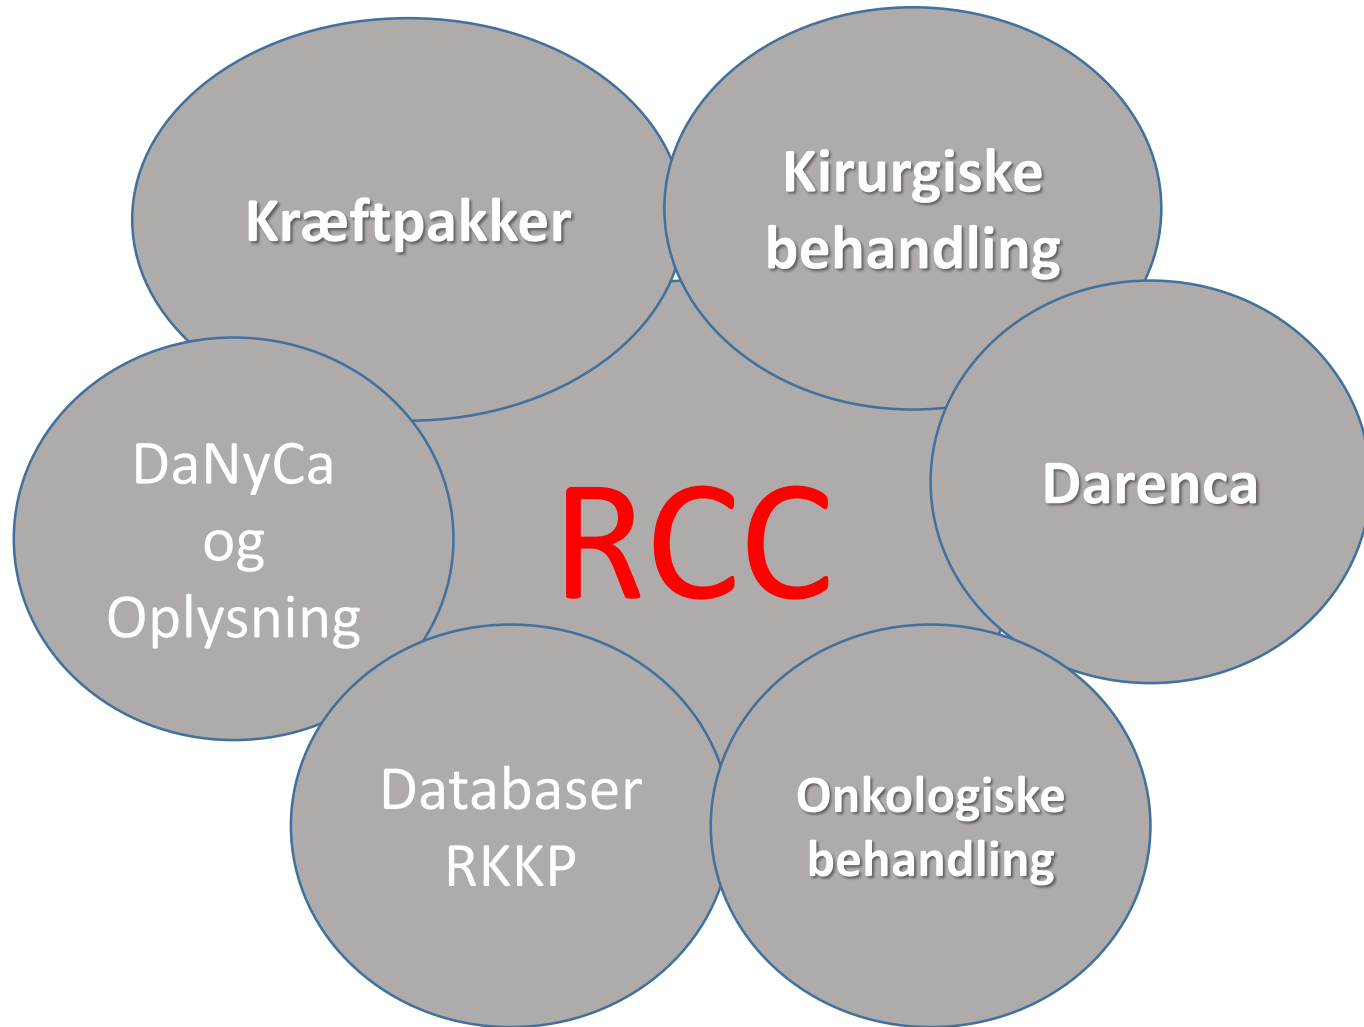 Kræftpakker
Kirurgiske
behandling
DaNyCa
og
Oplysning
RCC
Darenca
Databaser
RKKP
Onkologiske
behandling